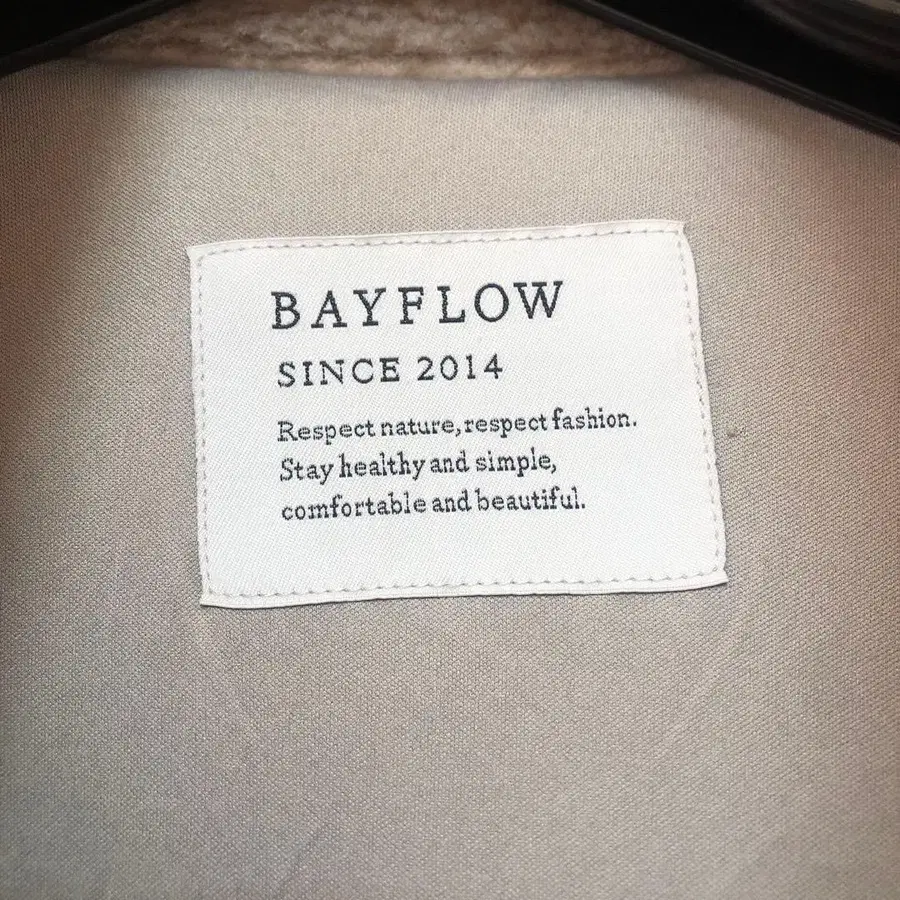 BAYFLOW
SINCE 2014
Respect nature, respect fashion.
Stay healthy and simple,
comfortable and beautiful.